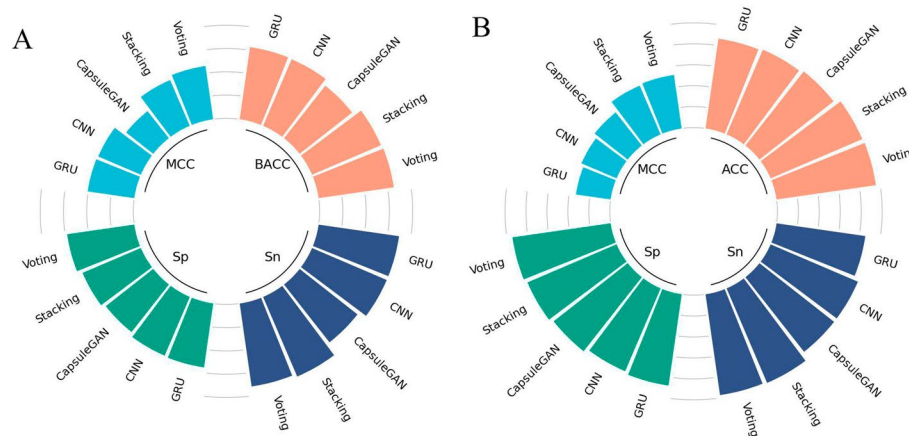 A
Voting
Stacking
CapsuleGAN
CNN
GRU
MCC
GRU
CNN
CapsuleGAN
Stacking
Voting
BACC
Voting
Stacking
CapsuleGAN
CNN
GRU
Sp
GRU
CNN
CapsuleGAN
Stacking
Voting
Sn
B
Voting
Stacking
CapsuleGAN
CNN
GRU
MCC
GRU
CNN
CapsuleGAN
Stacking
Voting
ACC
Voting
Stacking
CapsuleGAN
CNN
GRU
Sp
GRU
CNN
CapsuleGAN
Stacking
Voting
Sn